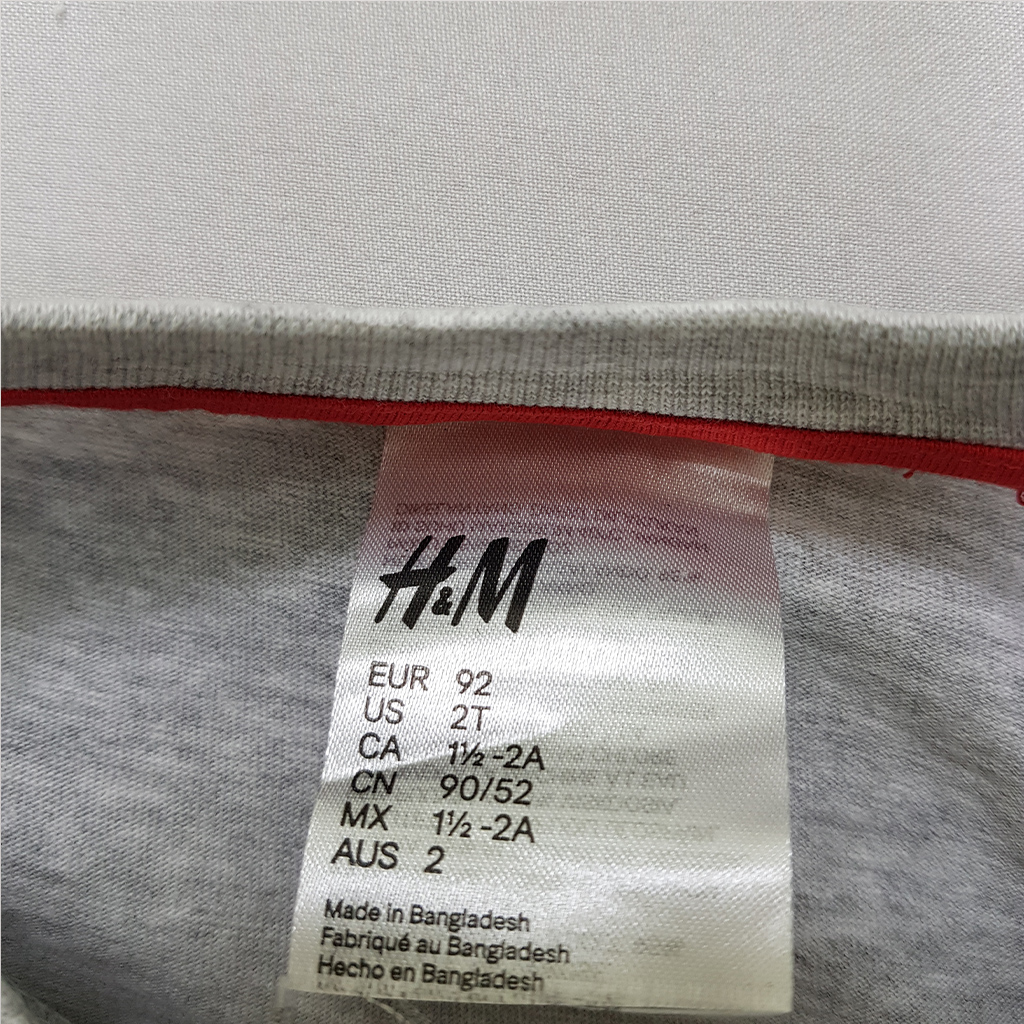 H&M
EUR 92
US 2T
CA 1½-2A
CN 90/52
MX 1½-2A
AUS 2
Made in Bangladesh
Fabriqué au Bangladesh
Hecho en Bangladesh